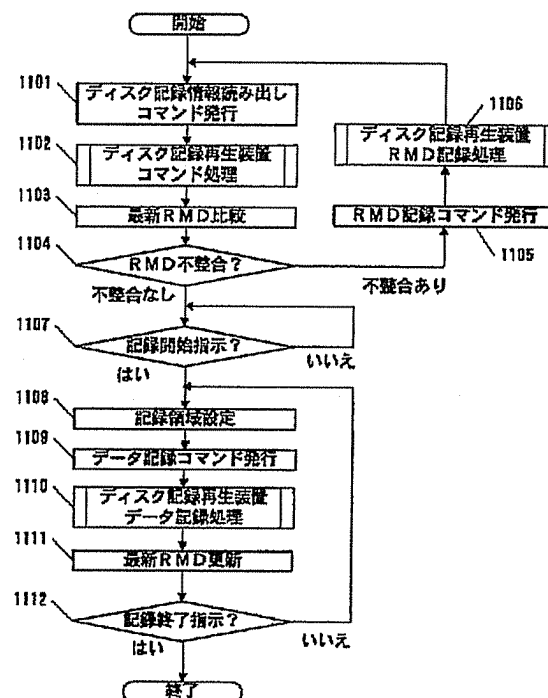 開始
1101
ディスク記録情報読み出し
コマンド発行
1102
ディスク記録再生装置
コマンド処理
1103
最新RMD比較
1104
RMD不整合?
不整合なし
不整合あり
1105
RMD記録コマンド発行
1106
ディスク記録再生装置
RMD記録処理
1107
記録開始指示?
はい
いいえ
1108
記録領域設定
1109
データ記録コマンド発行
1110
ディスク記録再生装置
データ記録処理
1111
最新RMD更新
1112
記録終了指示?
はい
いいえ
終了